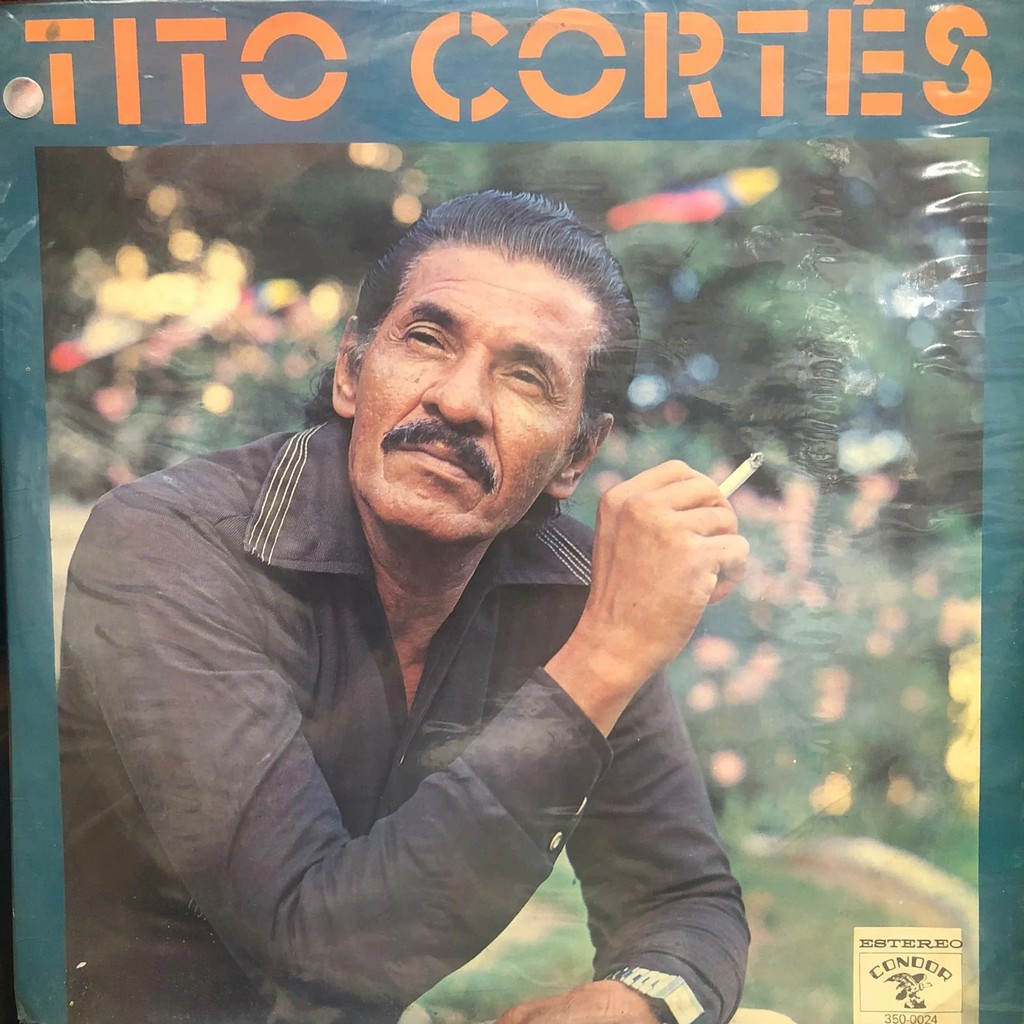 TITO CORTÉS
ESTEREO
CONDOR
350-0024